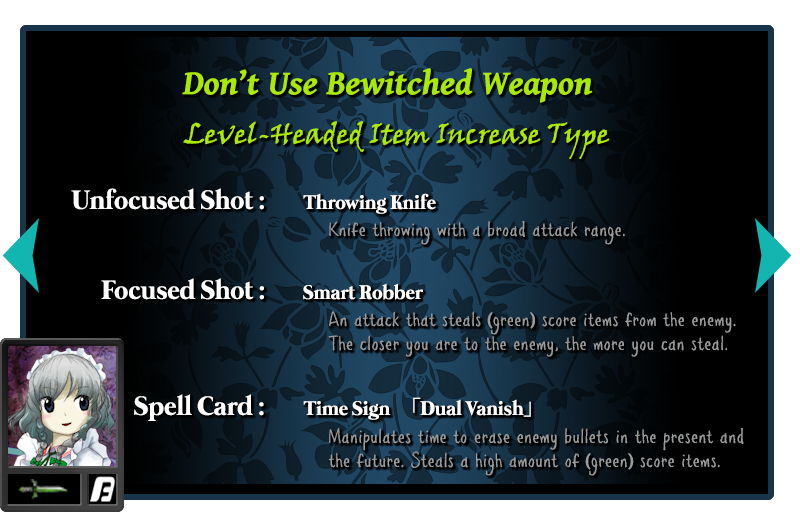 Don't Use Bewitched Weapon
Level-Headed Item Increase Type
Unfocused Shot : Throwing Knife
Knife throwing with a broad attack range.
Focused Shot : Smart Robber
An attack that steals (green) score items from the enemy.
The closer you are to the enemy, the more you can steal.
Spell Card : Time Sign 「Dual Vanish」
Manipulates time to erase enemy bullets in the present and
the future. Steals a high amount of (green) score items.
B